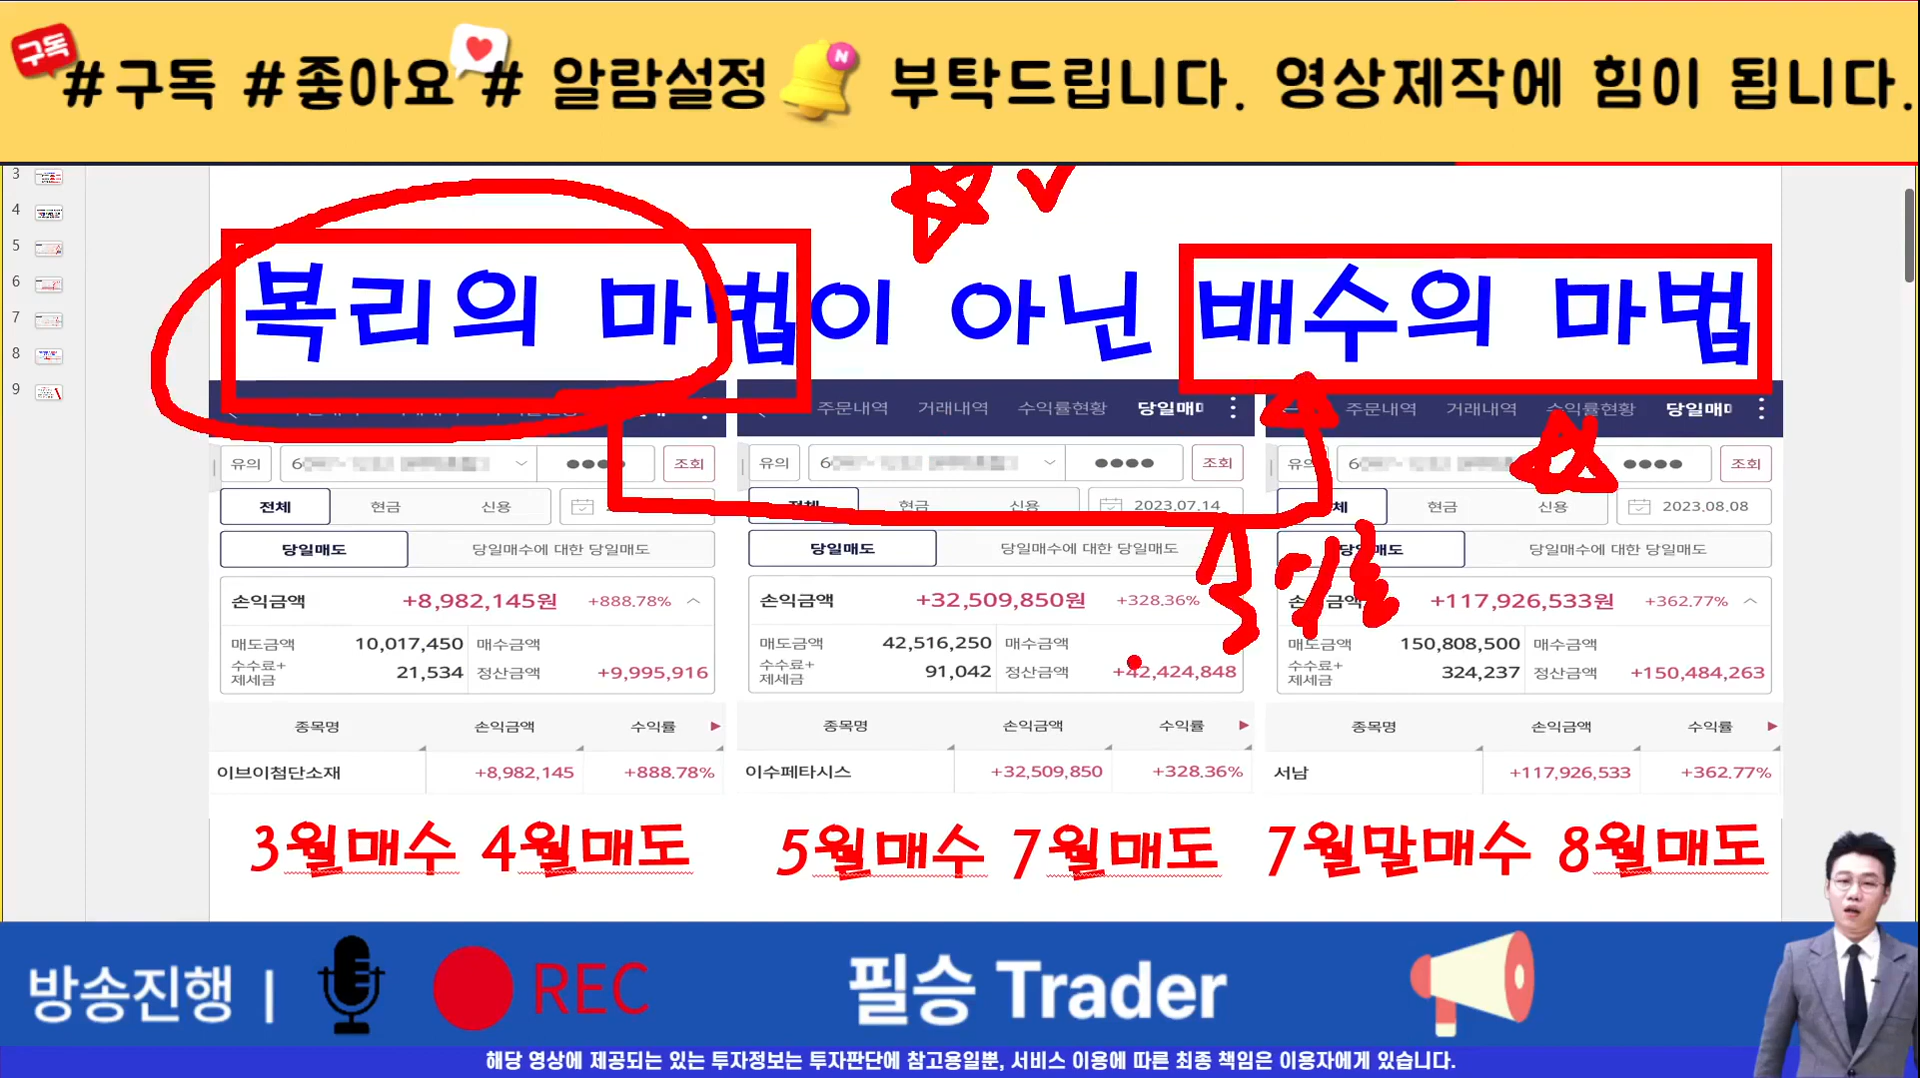 구독
#구독 #좋아요 # 알람설정 N 부탁드립니다. 영상제작에 힘이 됩니다.
3
4
5
6
7
8
9
복리의 마법이 아닌 배수의 마법
주문내역 거래내역 수익률현황 당일매
주문내역 거래내역 수익률현황 당일매
유의 6 조회
유의 6 조회
유의 6 조회
전체 현금 신용
전체 현금 신용 2023.07.14
체 현금 신용 2023.08.08
당일매도 당일매수에 대한 당일매도
당일매도 당일매수에 대한 당일매도
당일매도 당일매수에 대한 당일매도
손익금액 +8,982,145원 +888.78%
매도금액 10,017,450 매수금액
수수료+제세금 21,534 정산금액 +9,995,916
손익금액 +32,509,850원 +328.36%
매도금액 42,516,250 매수금액
수수료+제세금 91,042 정산금액 +42,424,848
손익금액 +117,926,533원 +362.77%
매도금액 150,808,500 매수금액
수수료+제세금 324,237 정산금액 +150,484,263
종목명 손익금액 수익률
이브이첨단소재 +8,982,145 +888.78%
종목명 손익금액 수익률
이수페타시스 +32,509,850 +328.36%
종목명 손익금액 수익률
서남 +117,926,533 +362.77%
3월매수 4월매도
5월매수 7월매도
7월말매수 8월매도
방송진행 | REC 필승 Trader
해당 영상에 제공되는 있는 투자정보는 투자판단에 참고용일뿐, 서비스 이용에 따른 최종 책임은 이용자에게 있습니다.